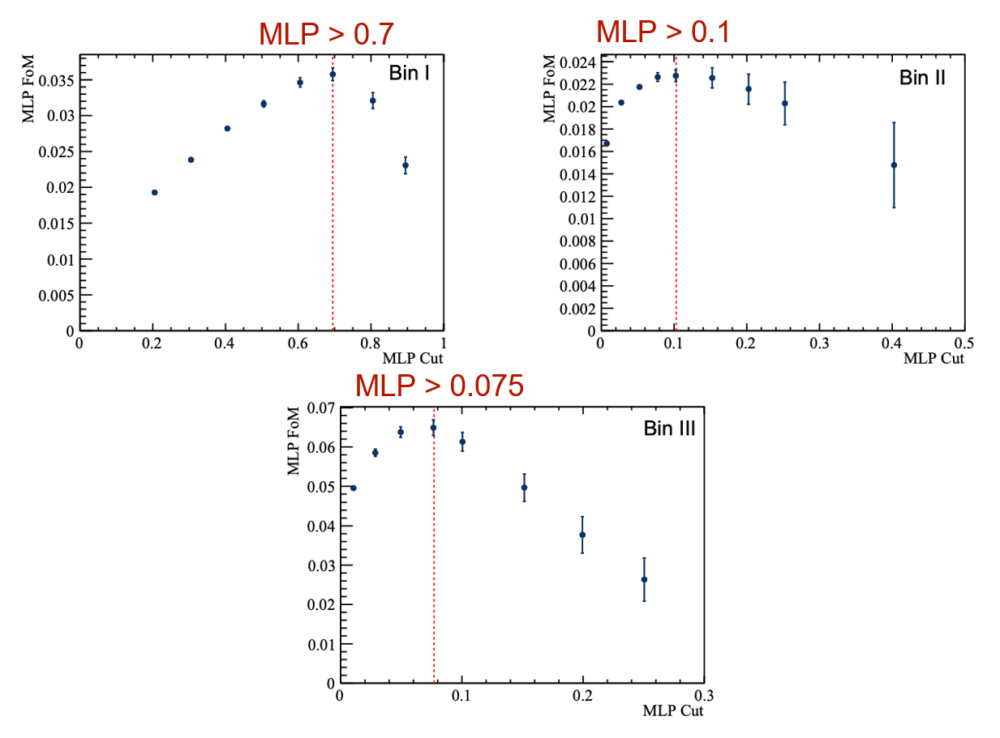 MLP > 0.7
MLP FoM
Bin I
0.035
0.03
0.025
0.02
0.015
0.01
0.005
0
0 0.2 0.4 0.6 0.8 1
MLP Cut
MLP > 0.1
MLP FoM
Bin II
0.024
0.022
0.02
0.018
0.016
0.014
0.012
0.01
0.008
0.006
0.004
0.002
0
0 0.1 0.2 0.3 0.4 0.5
MLP Cut
MLP > 0.075
MLP FoM
Bin III
0.07
0.06
0.05
0.04
0.03
0.02
0.01
0
0 0.1 0.2 0.3
MLP Cut